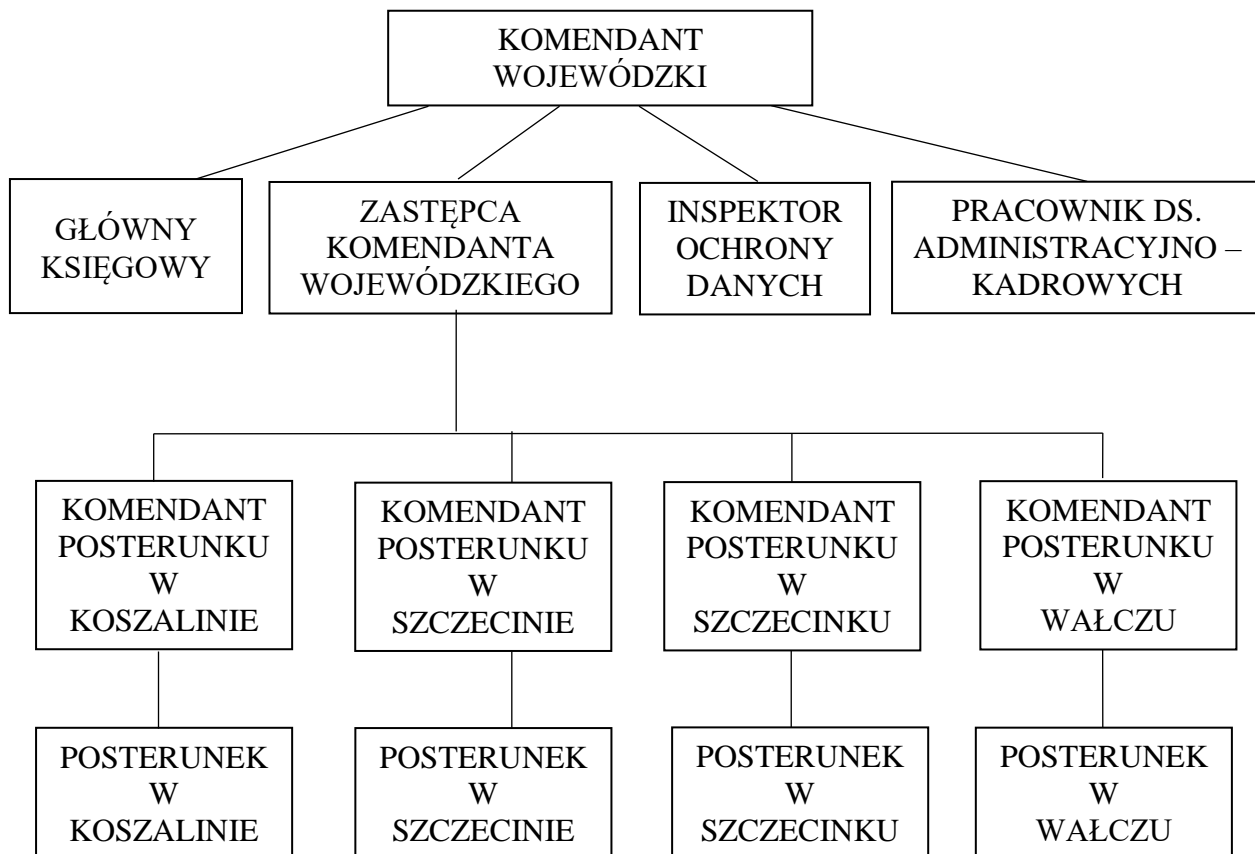 KOMENDANT
WOJEWÓDZKI
GŁÓWNY
KSIĘGOWY
ZASTĘPCA
KOMENDANTA
WOJEWÓDZKIEGO
INSPEKTOR
OCHRONY
DANYCH
PRACOWNIK DS.
ADMINISTRACYJNO –
KADROWYCH
KOMENDANT
POSTERUNKU
W
KOSZALINIE
KOMENDANT
POSTERUNKU
W
SZCZECINIE
KOMENDANT
POSTERUNKU
W
SZCZECINKU
KOMENDANT
POSTERUNKU
W
WAŁCZU
POSTERUNEK
W
KOSZALINIE
POSTERUNEK
W
SZCZECINIE
POSTERUNEK
W
SZCZECINKU
POSTERUNEK
W
WAŁCZU